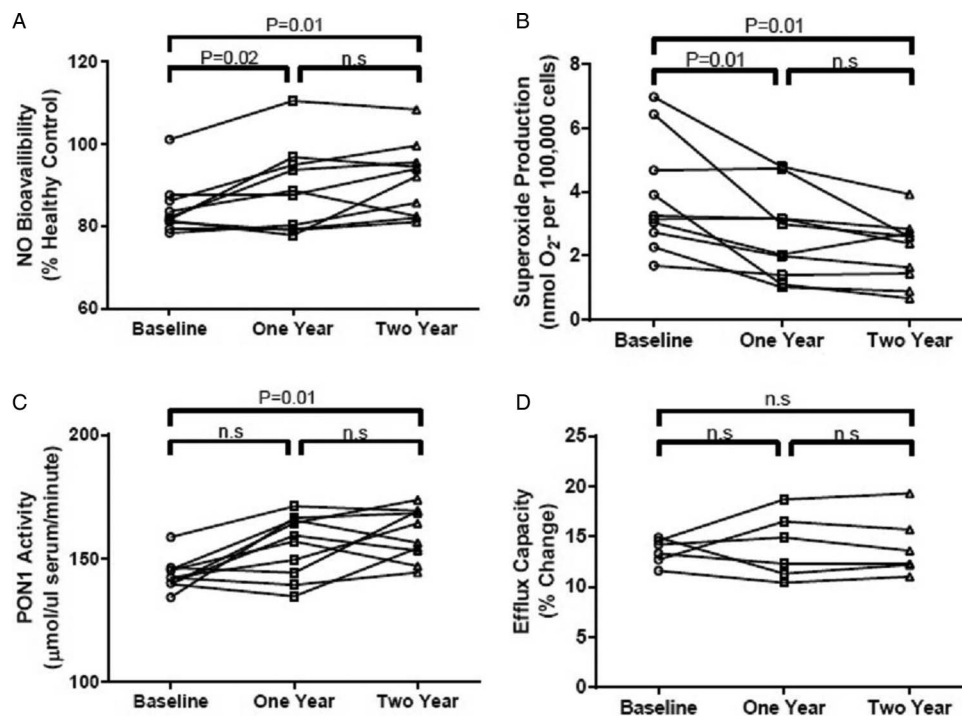 A
P=0.01
P=0.02
n.s
NO Bioavailibility
(% Healthy Control)
120
100
80
60
Baseline
One Year
Two Year
B
P=0.01
P=0.01
n.s
Superoxide Production
(nmol O2- per 100,000 cells)
8
6
4
2
0
Baseline
One Year
Two Year
C
P=0.01
n.s
n.s
PON1 Activity
(μmol/ul serum/minute)
200
150
100
Baseline
One Year
Two Year
D
n.s
n.s
n.s
Efflux Capacity
(% Change)
25
20
15
10
5
0
Baseline
One Year
Two Year